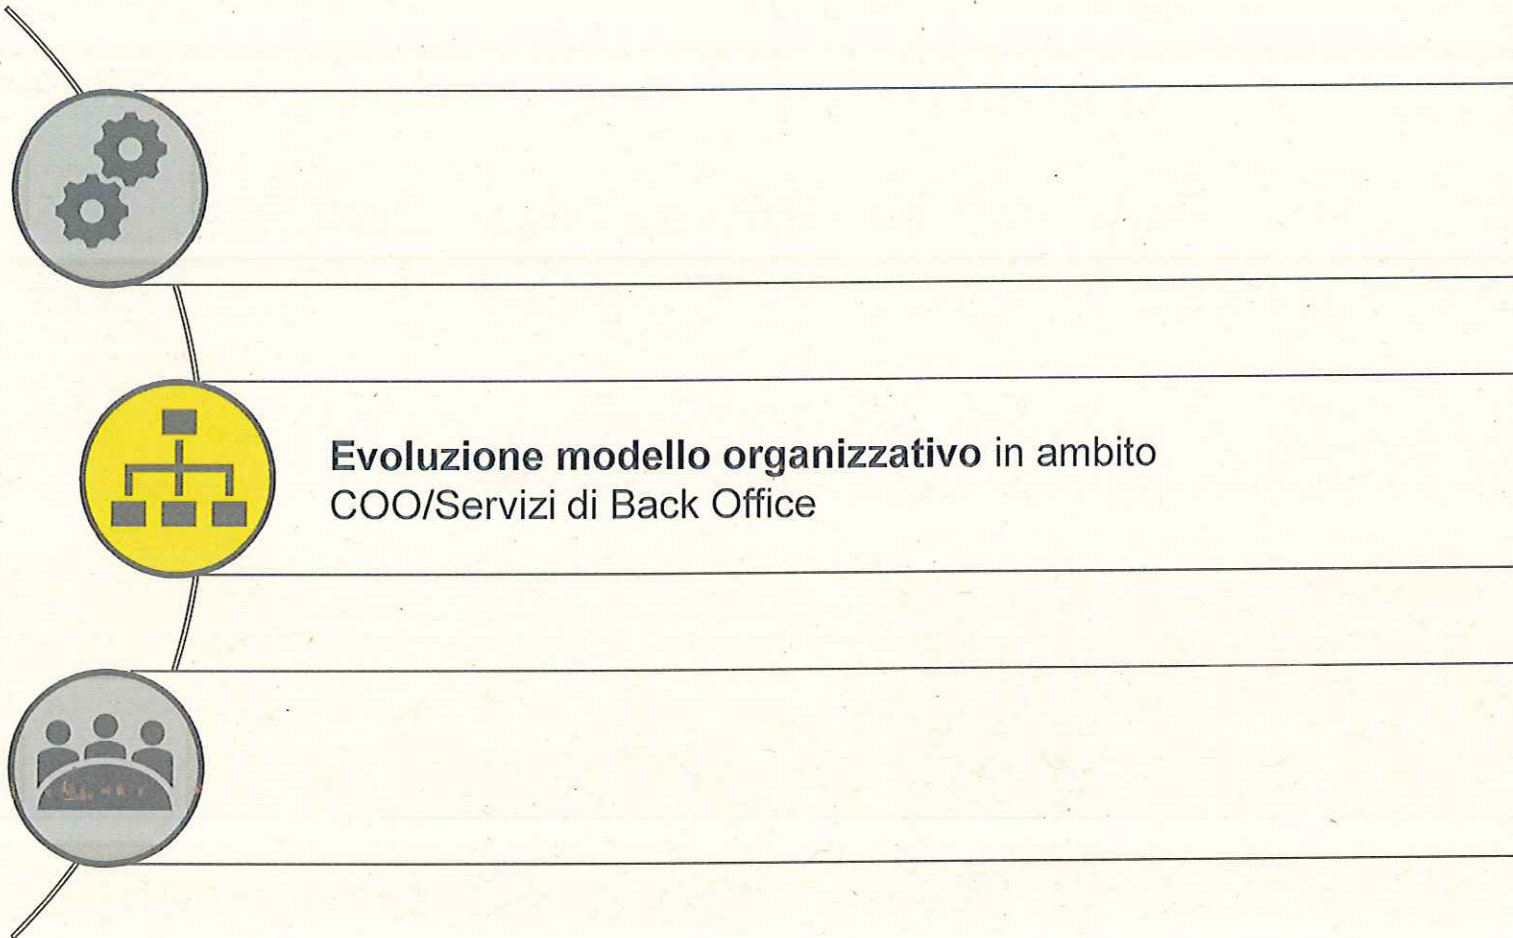 Evoluzione modello organizzativo in ambito
COO/Servizi di Back Office